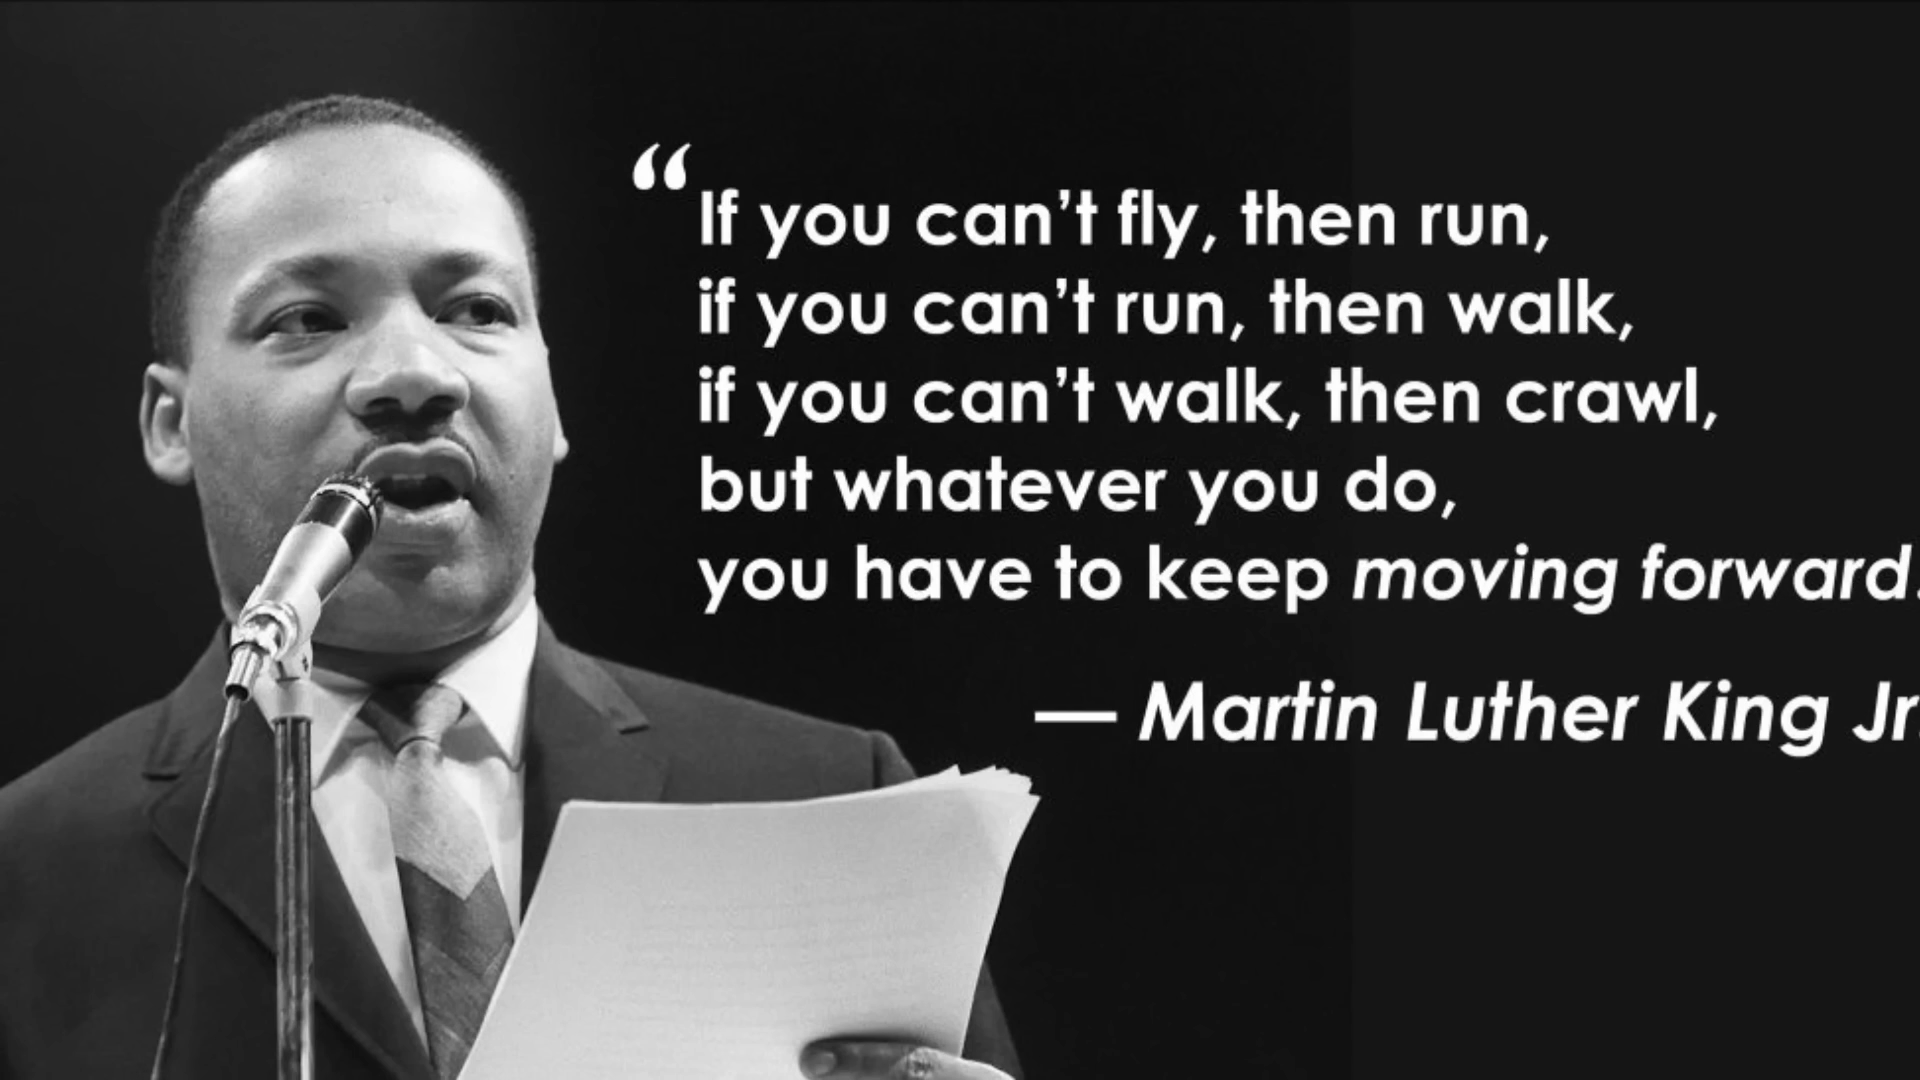 “If you can’t fly, then run,
if you can’t run, then walk,
if you can’t walk, then crawl,
but whatever you do,
you have to keep moving forward.
— Martin Luther King Jr.